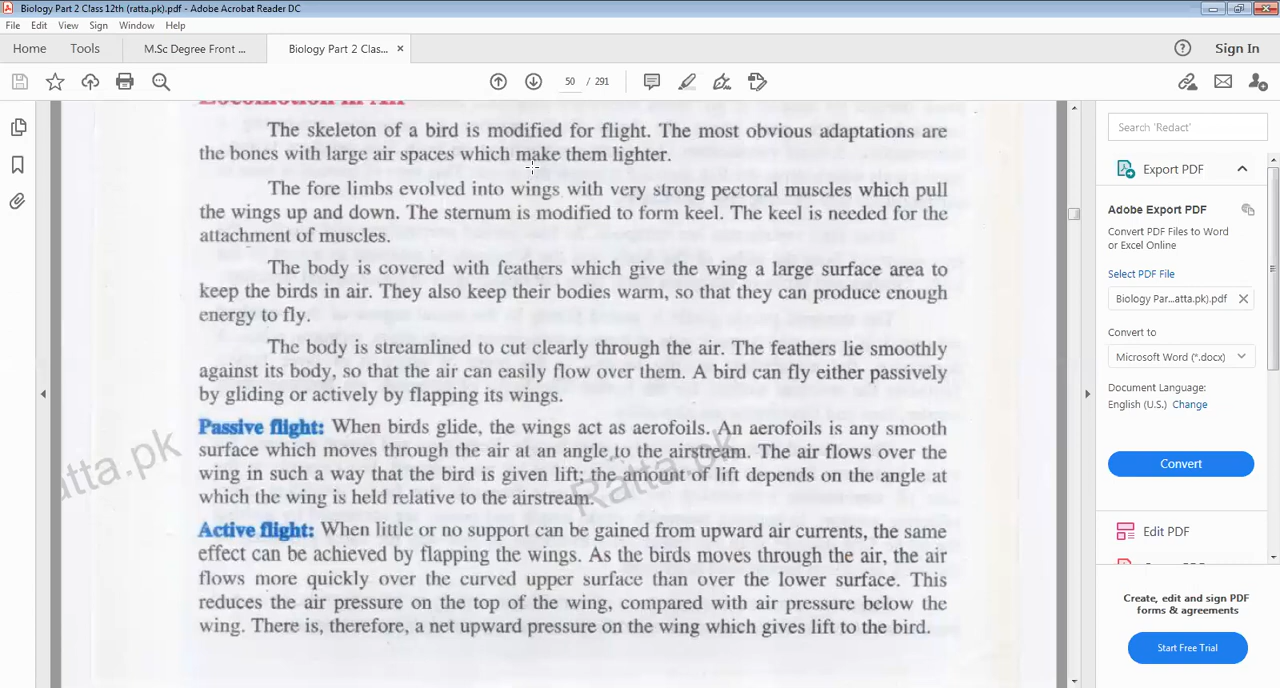 Biology Part 2 Class 12th (ratta.pk).pdf - Adobe Acrobat Reader DC
File Edit View Sign Window Help
Home Tools M.Sc Degree Front ... Biology Part 2 Clas... × Sign In
50 / 291
Locomotion in Air
The skeleton of a bird is modified for flight. The most obvious adaptations are
the bones with large air spaces which make them lighter.
The fore limbs evolved into wings with very strong pectoral muscles which pull
the wings up and down. The sternum is modified to form keel. The keel is needed for the
attachment of muscles.
The body is covered with feathers which give the wing a large surface area to
keep the birds in air. They also keep their bodies warm, so that they can produce enough
energy to fly.
The body is streamlined to cut clearly through the air. The feathers lie smoothly
against its body, so that the air can easily flow over them. A bird can fly either passively
by gliding or actively by flapping its wings.
Passive flight: When birds glide, the wings act as aerofoils. An aerofoils is any smooth
surface which moves through the air at an angle to the airstream. The air flows over the
wing in such a way that the bird is given lift; the amount of lift depends on the angle at
which the wing is held relative to the airstream.
Active flight: When little or no support can be gained from upward air currents, the same
effect can be achieved by flapping the wings. As the birds moves through the air, the air
flows more quickly over the curved upper surface than over the lower surface. This
reduces the air pressure on the top of the wing, compared with air pressure below the
wing. There is, therefore, a net upward pressure on the wing which gives lift to the bird.
atta.pk
Ratta.pk
Search 'Redact'
Export PDF
Adobe Export PDF
Convert PDF Files to Word
or Excel Online
Select PDF File
Biology Par...atta.pk).pdf ×
Convert to
Microsoft Word (*.docx)
Document Language:
English (U.S.) Change
Convert
Edit PDF
Create, edit and sign PDF
forms & agreements
Start Free Trial